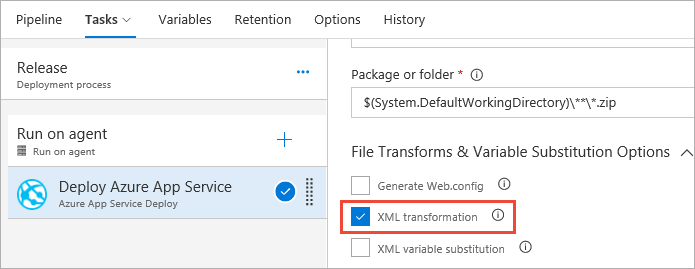 Pipeline Tasks Variables Retention Options History
Release
Deployment process
Run on agent
Run on agent
Deploy Azure App Service
Azure App Service Deploy
Package or folder *
$(System.DefaultWorkingDirectory)\**\*.zip
File Transforms & Variable Substitution Options
Generate Web.config
XML transformation
XML variable substitution